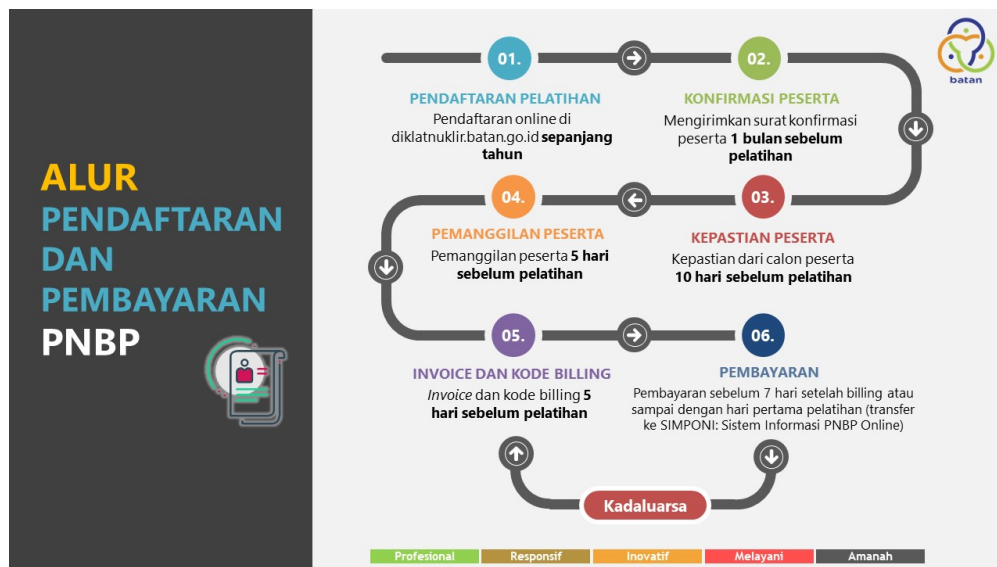 ALUR
PENDAFTARAN
DAN
PEMBAYARAN
PNBP
batan
01.
PENDAFTARAN PELATIHAN
Pendaftaran online di
diklatnuklir.batan.go.id sepanjang
tahun
02.
KONFIRMASI PESERTA
Mengirimkan surat konfirmasi
peserta 1 bulan sebelum
pelatihan
03.
KEPASTIAN PESERTA
Kepastian dari calon peserta
10 hari sebelum pelatihan
04.
PEMANGGILAN PESERTA
Pemanggilan peserta 5 hari
sebelum pelatihan
05.
INVOICE DAN KODE BILLING
Invoice dan kode billing 5
hari sebelum pelatihan
06.
PEMBAYARAN
Pembayaran sebelum 7 hari setelah billing atau
sampai dengan hari pertama pelatihan (transfer
ke SIMPONI: Sistem Informasi PNBP Online)
Kadaluarsa
Profesional Responsif Inovatif Melayani Amanah